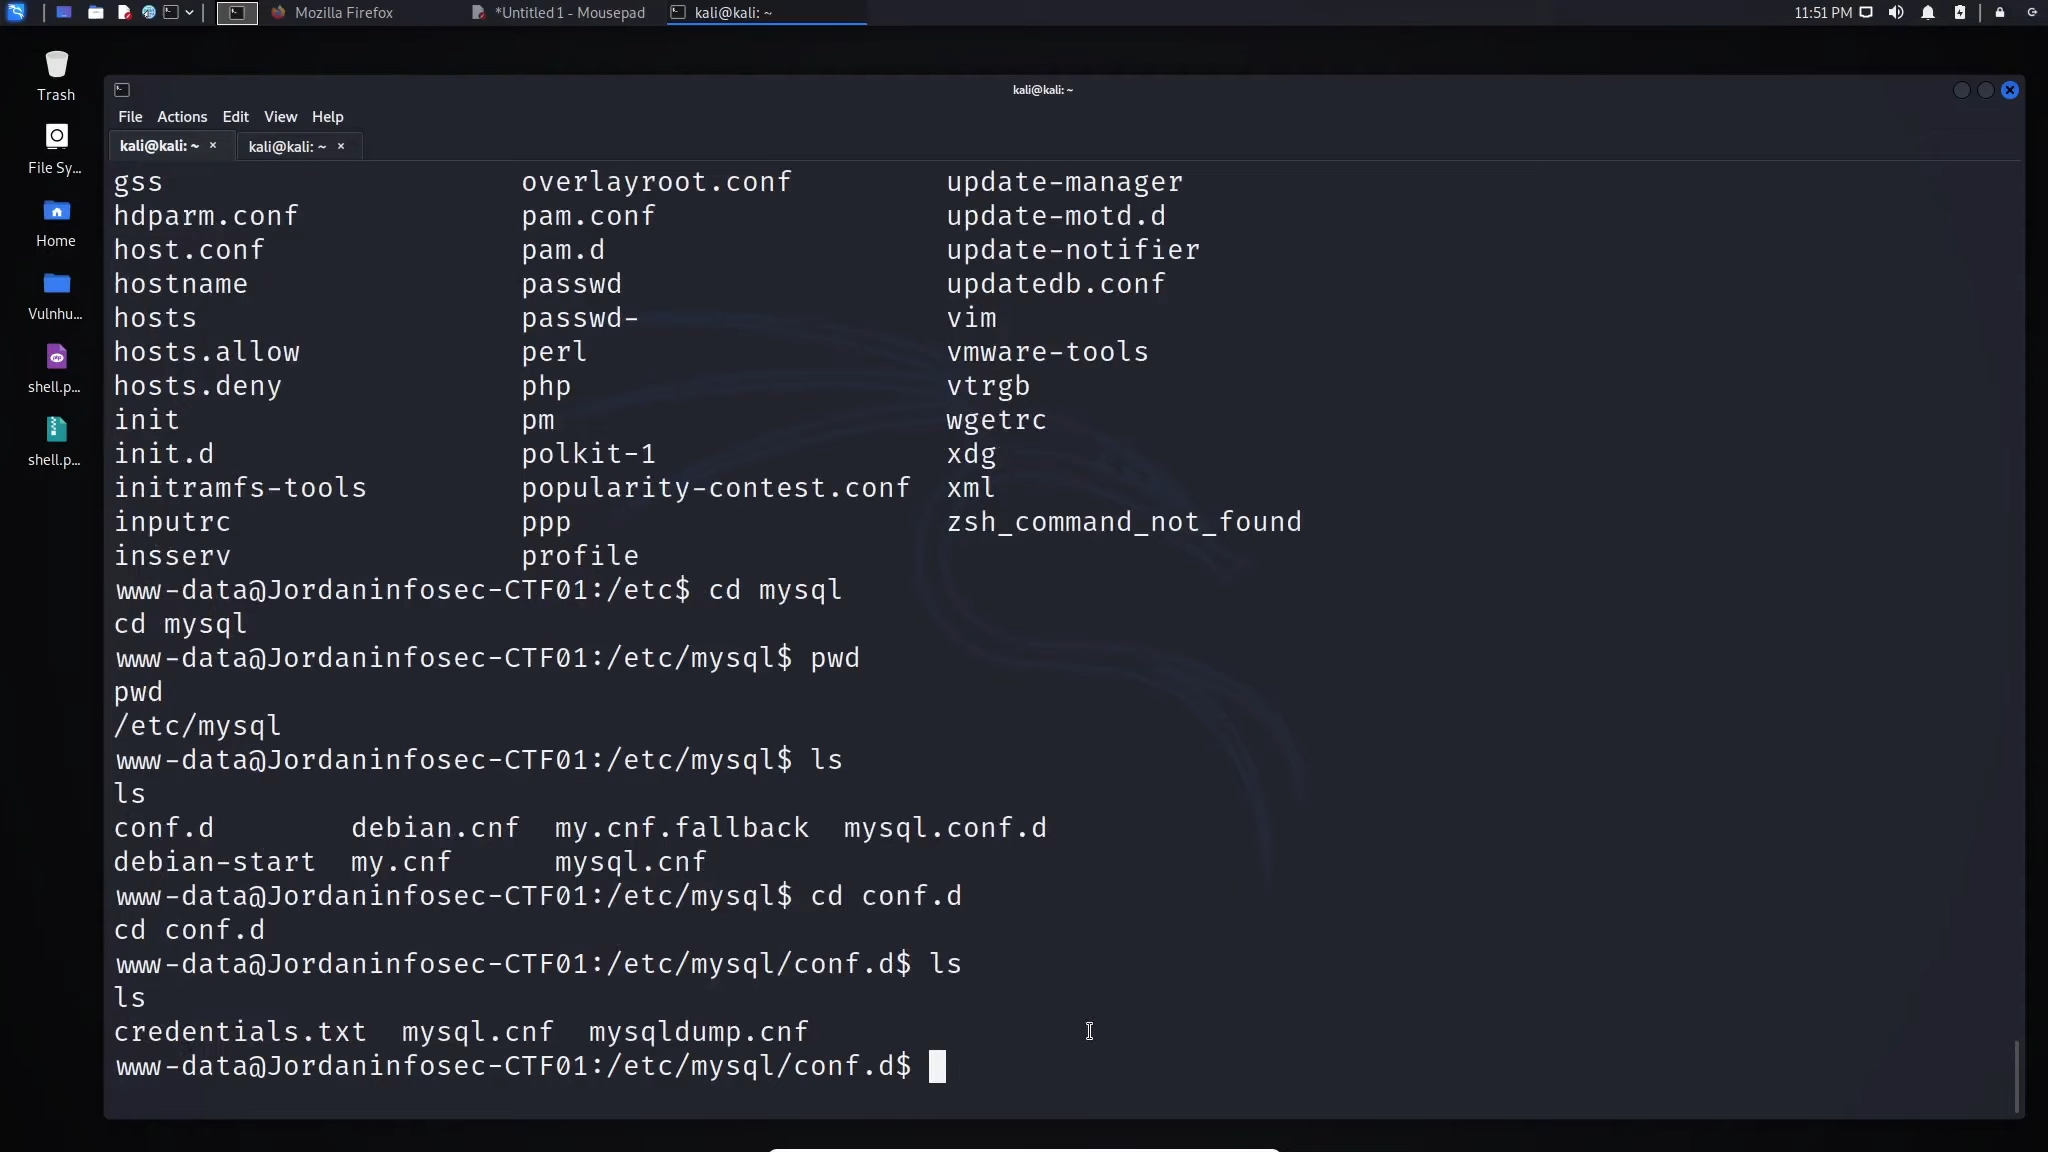 Mozilla Firefox
*Untitled 1 - Mousepad
kali@kali: ~
11:51 PM
Trash
File Sy...
Home
Vulnhu...
shell.p...
shell.p...
kali@kali: ~
File Actions Edit View Help
kali@kali: ~ × kali@kali: ~ ×
gss overlayroot.conf update-manager
hdparm.conf pam.conf update-motd.d
host.conf pam.d update-notifier
hostname passwd updatedb.conf
hosts passwd- vim
hosts.allow perl vmware-tools
hosts.deny php vtrgb
init pm wgetrc
init.d polkit-1 xdg
initramfs-tools popularity-contest.conf xml
inputrc ppp zsh_command_not_found
insserv profile
www-data@Jordaninfosec-CTF01:/etc$ cd mysql
cd mysql
www-data@Jordaninfosec-CTF01:/etc/mysql$ pwd
pwd
/etc/mysql
www-data@Jordaninfosec-CTF01:/etc/mysql$ ls
ls
conf.d debian.cnf my.cnf.fallback mysql.conf.d
debian-start my.cnf mysql.cnf
www-data@Jordaninfosec-CTF01:/etc/mysql$ cd conf.d
cd conf.d
www-data@Jordaninfosec-CTF01:/etc/mysql/conf.d$ ls
ls
credentials.txt mysql.cnf mysqldump.cnf
www-data@Jordaninfosec-CTF01:/etc/mysql/conf.d$